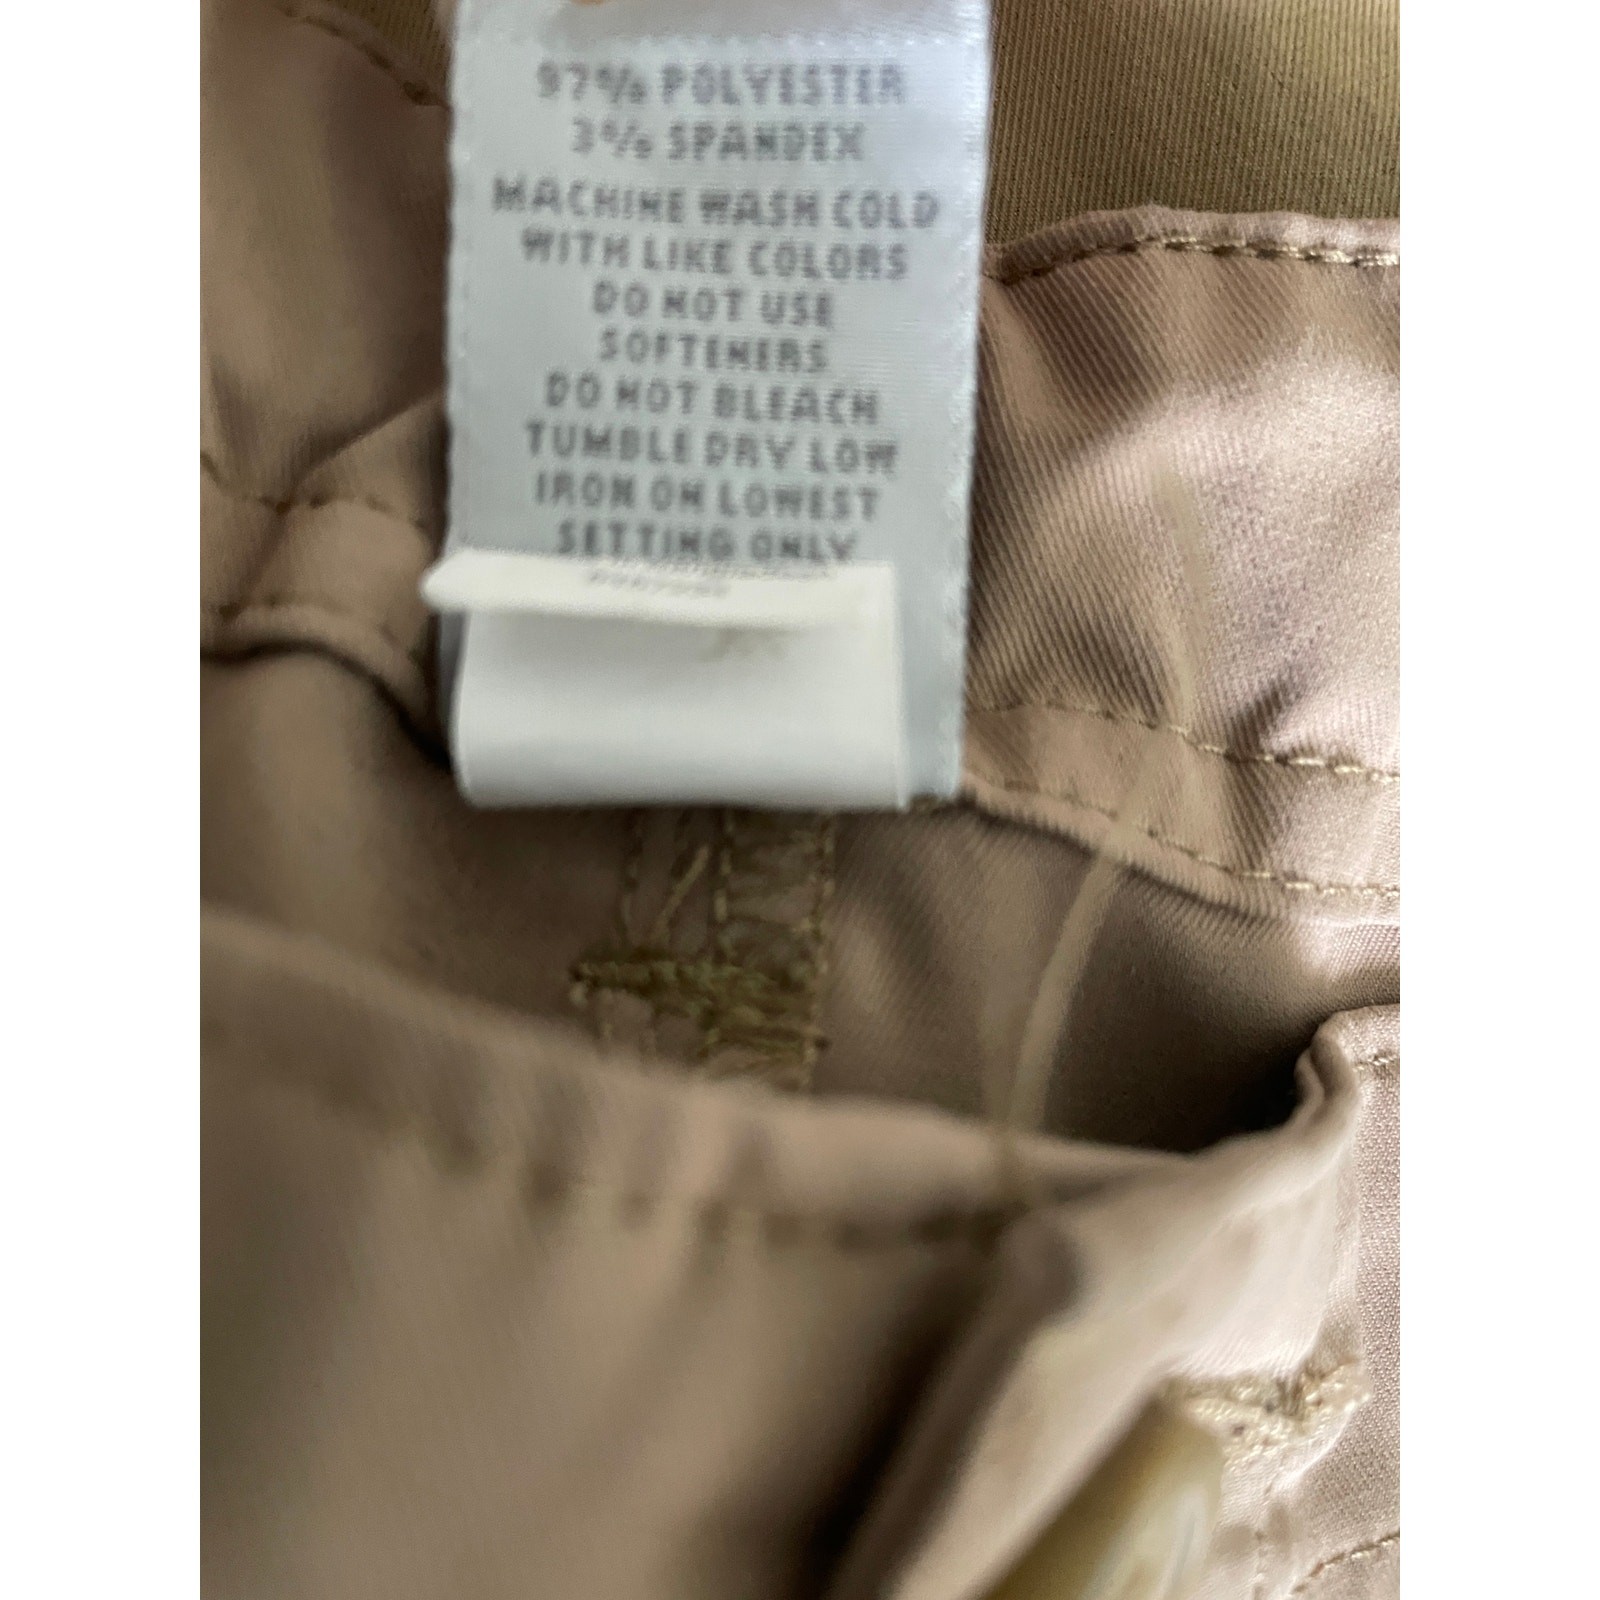 97% POLYESTER
3% SPANDEX
MACHINE WASH COLD
WITH LIKE COLORS
DO NOT USE
SOFTENERS
DO NOT BLEACH
TUMBLE DRY LOW
IRON ON LOWEST
SETTING ONLY